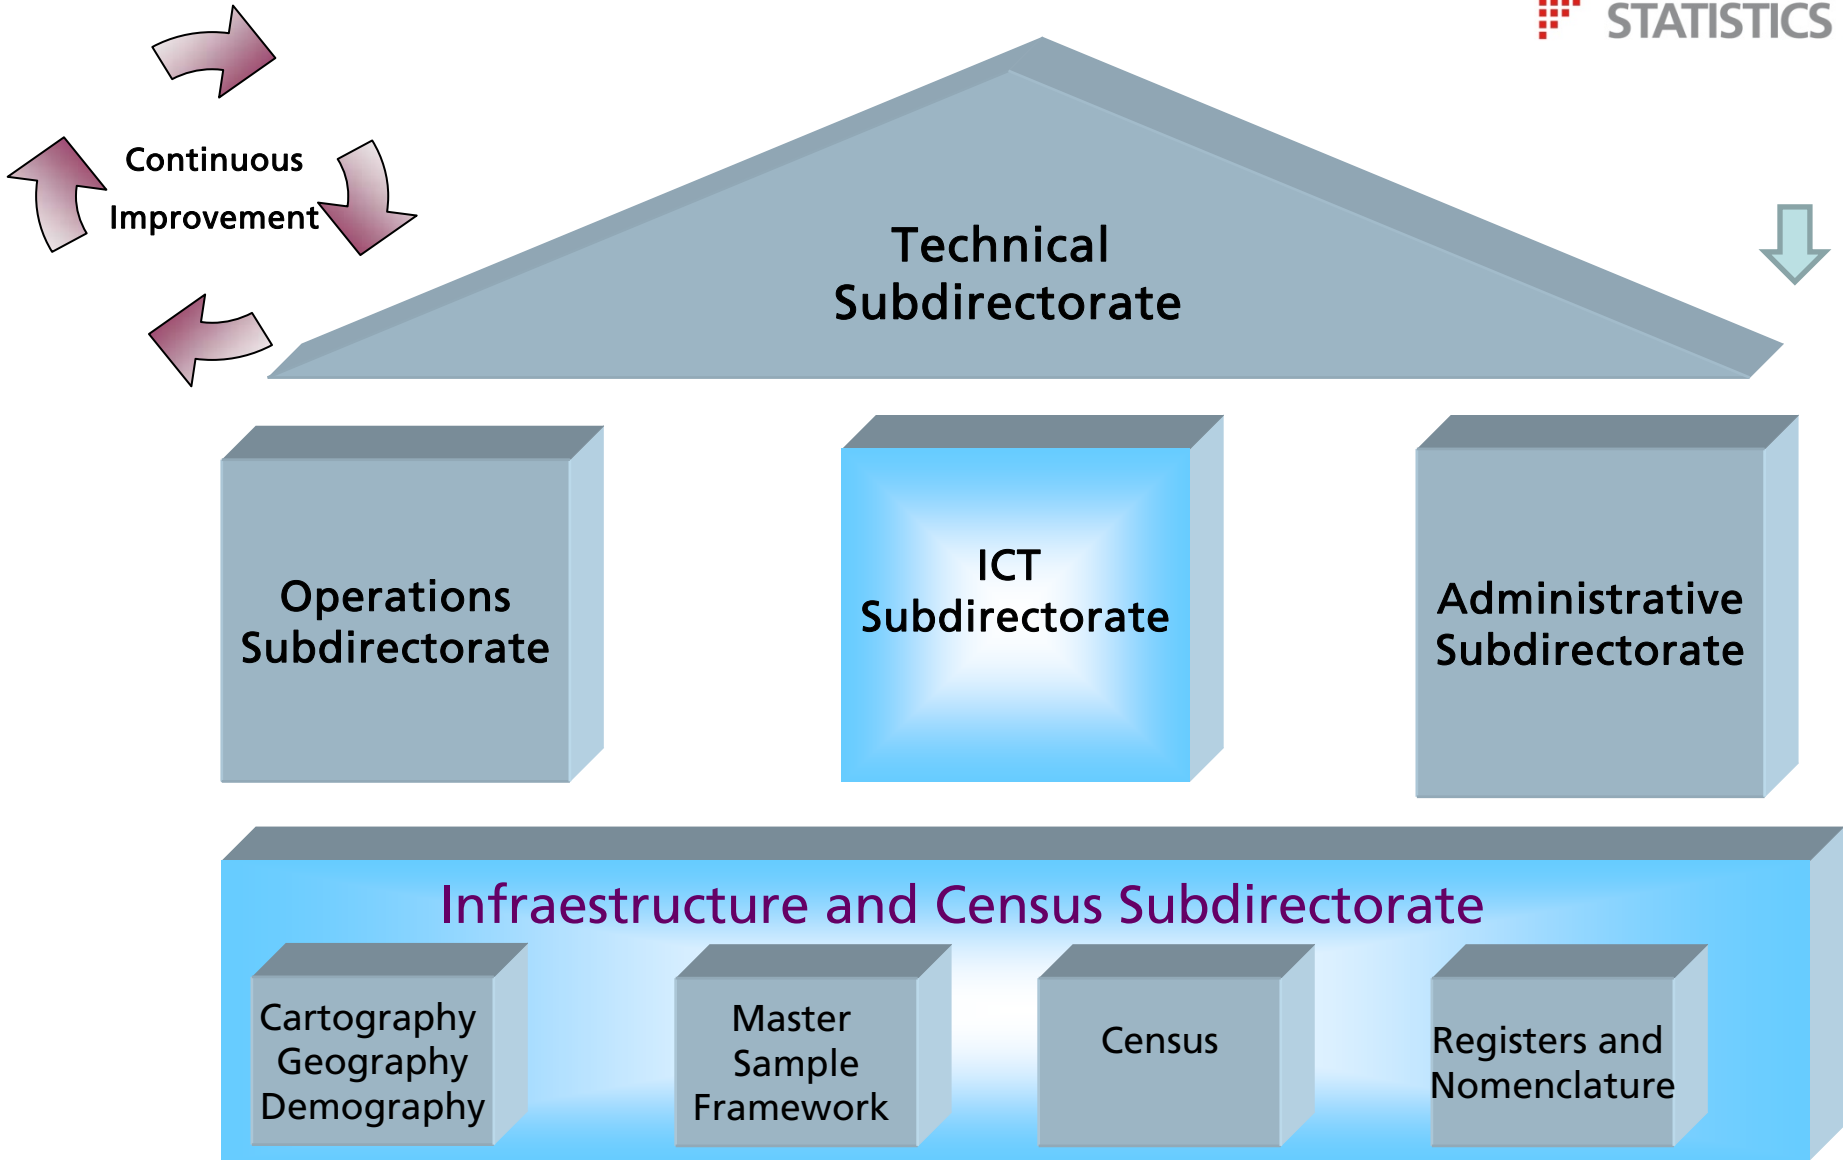 STATISTICS
Continuous
Improvement
Technical
Subdirectorate
Operations
Subdirectorate
ICT
Subdirectorate
Administrative
Subdirectorate
Infraestructure and Census Subdirectorate
Cartography
Geography
Demography
Master
Sample
Framework
Census
Registers and
Nomenclature